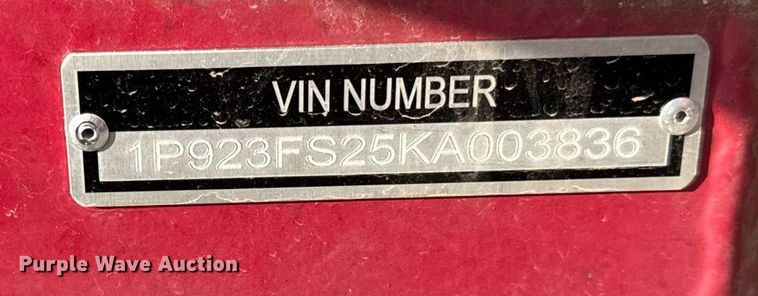 VIN NUMBER
1P923FS25KA003836
Purple Wave Auction